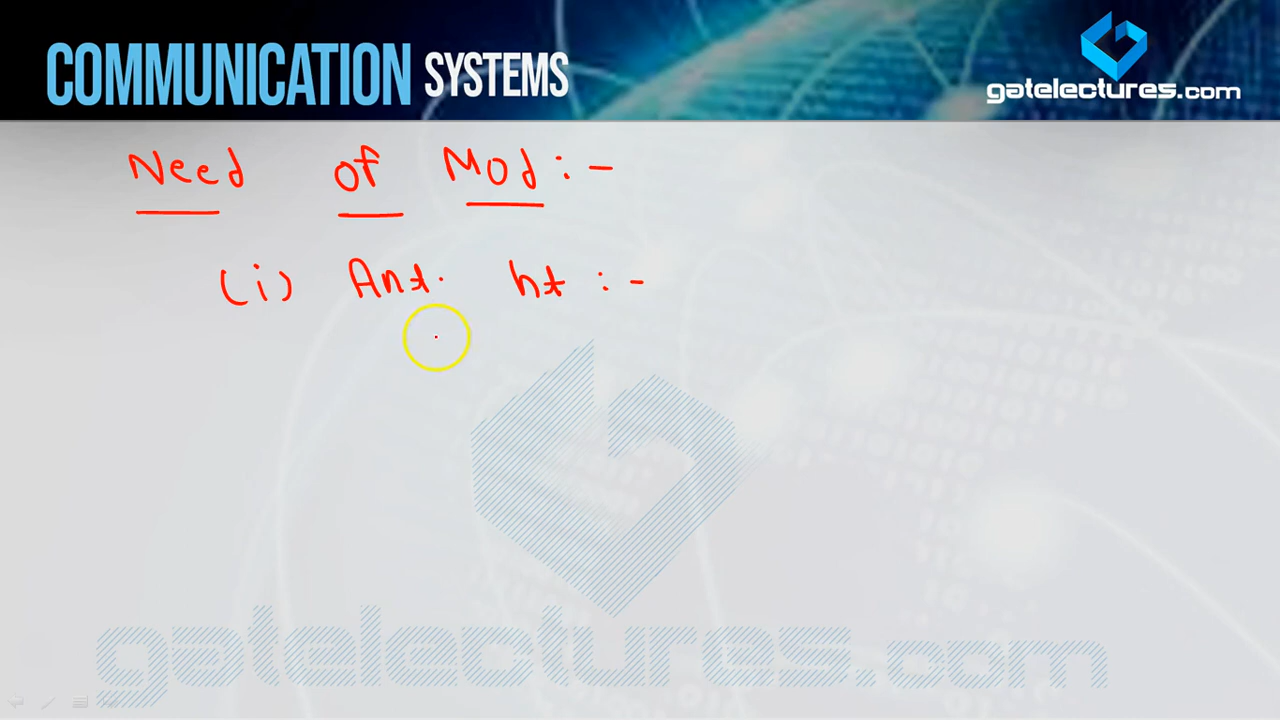 COMMUNICATION SYSTEMS
gatelectures.com
Need of Mod :-
(i) Ant. ht :-
gatelectures.com